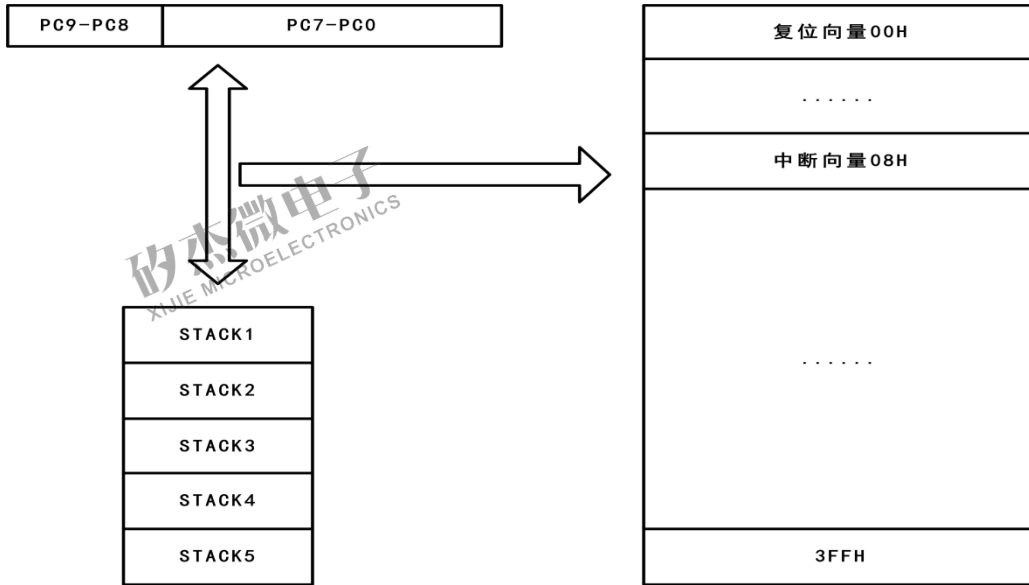 PC9-PC8 PC7-PC0
复位向量00H
......
中断向量08H
......
3FFH
矽杰微电子
XIJIE MICROELECTRONICS
STACK1
STACK2
STACK3
STACK4
STACK5